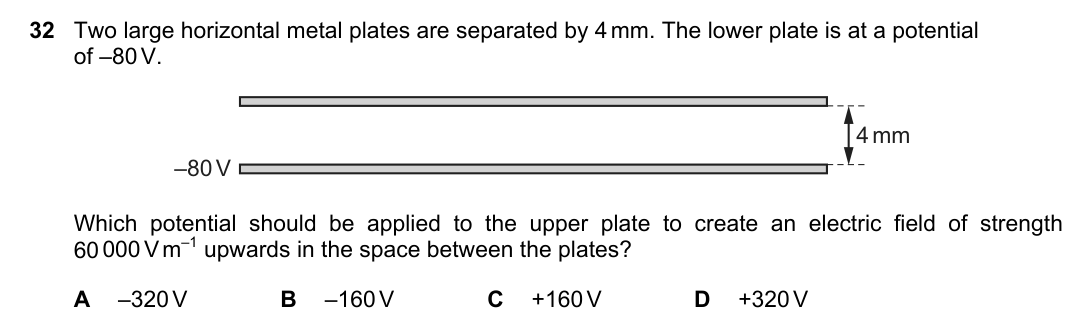 32 Two large horizontal metal plates are separated by 4 mm. The lower plate is at a potential
of –80 V.
4 mm
–80 V
Which potential should be applied to the upper plate to create an electric field of strength
60 000 V m⁻¹ upwards in the space between the plates?
A –320 V B –160 V C +160 V D +320 V